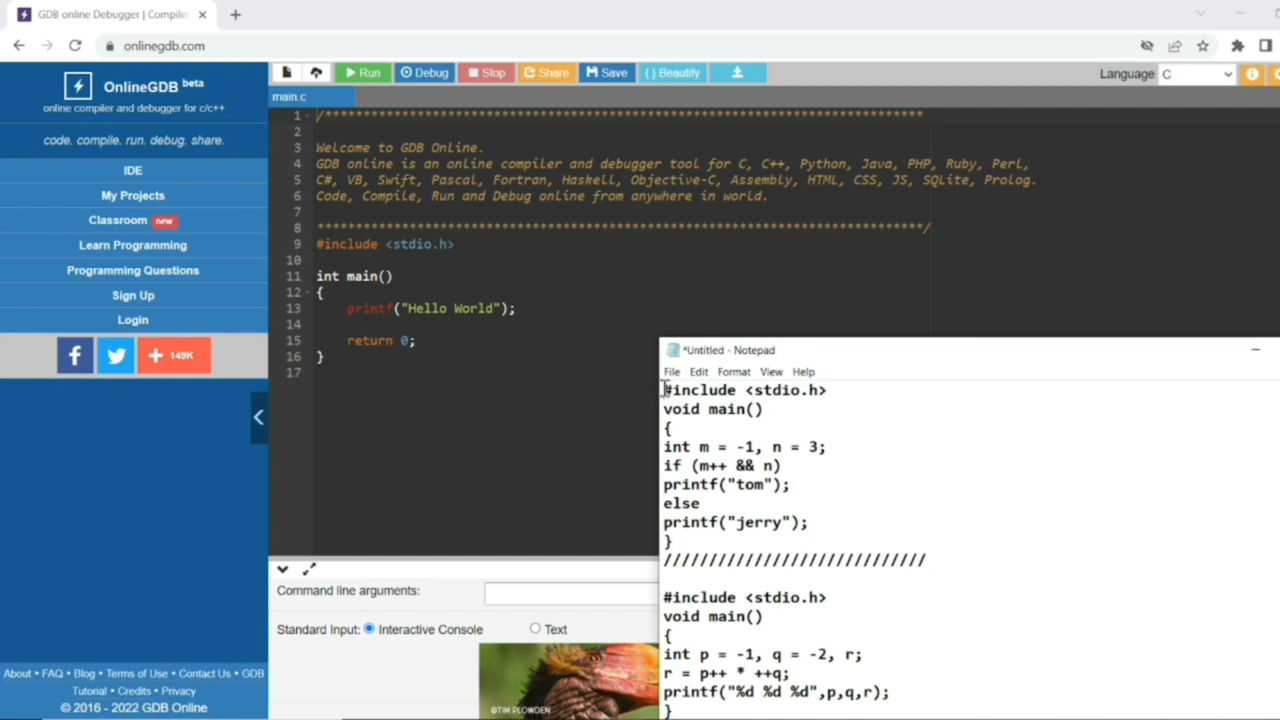 GDB online Debugger | Compiler
onlinegdb.com
OnlineGDB beta
online compiler and debugger for c/c++
code. compile. run. debug. share.
IDE
My Projects
Classroom new
Learn Programming
Programming Questions
Sign Up
Login
149K
About • FAQ • Blog • Terms of Use • Contact Us • GDB
Tutorial • Credits • Privacy
© 2016 - 2022 GDB Online
Run Debug Stop Share Save { } Beautify
Language C
main.c
1 /******************************************************************************
2
3 Welcome to GDB Online.
4 GDB online is an online compiler and debugger tool for C, C++, Python, Java, PHP, Ruby, Perl,
5 C#, VB, Swift, Pascal, Fortran, Haskell, Objective-C, Assembly, HTML, CSS, JS, SQLite, Prolog.
6 Code, Compile, Run and Debug online from anywhere in world.
7
8 *******************************************************************************/
9 #include <stdio.h>
10
11 int main()
12 {
13 printf("Hello World");
14
15 return 0;
16 }
17
Command line arguments:
Standard Input: Interactive Console Text
©TIM PLOWDEN
*Untitled - Notepad
File Edit Format View Help
#include <stdio.h>
void main()
{
int m = -1, n = 3;
if (m++ && n)
printf("tom");
else
printf("jerry");
}
/////////////////////////////
#include <stdio.h>
void main()
{
int p = -1, q = -2, r;
r = p++ * ++q;
printf("%d %d %d",p,q,r);
}